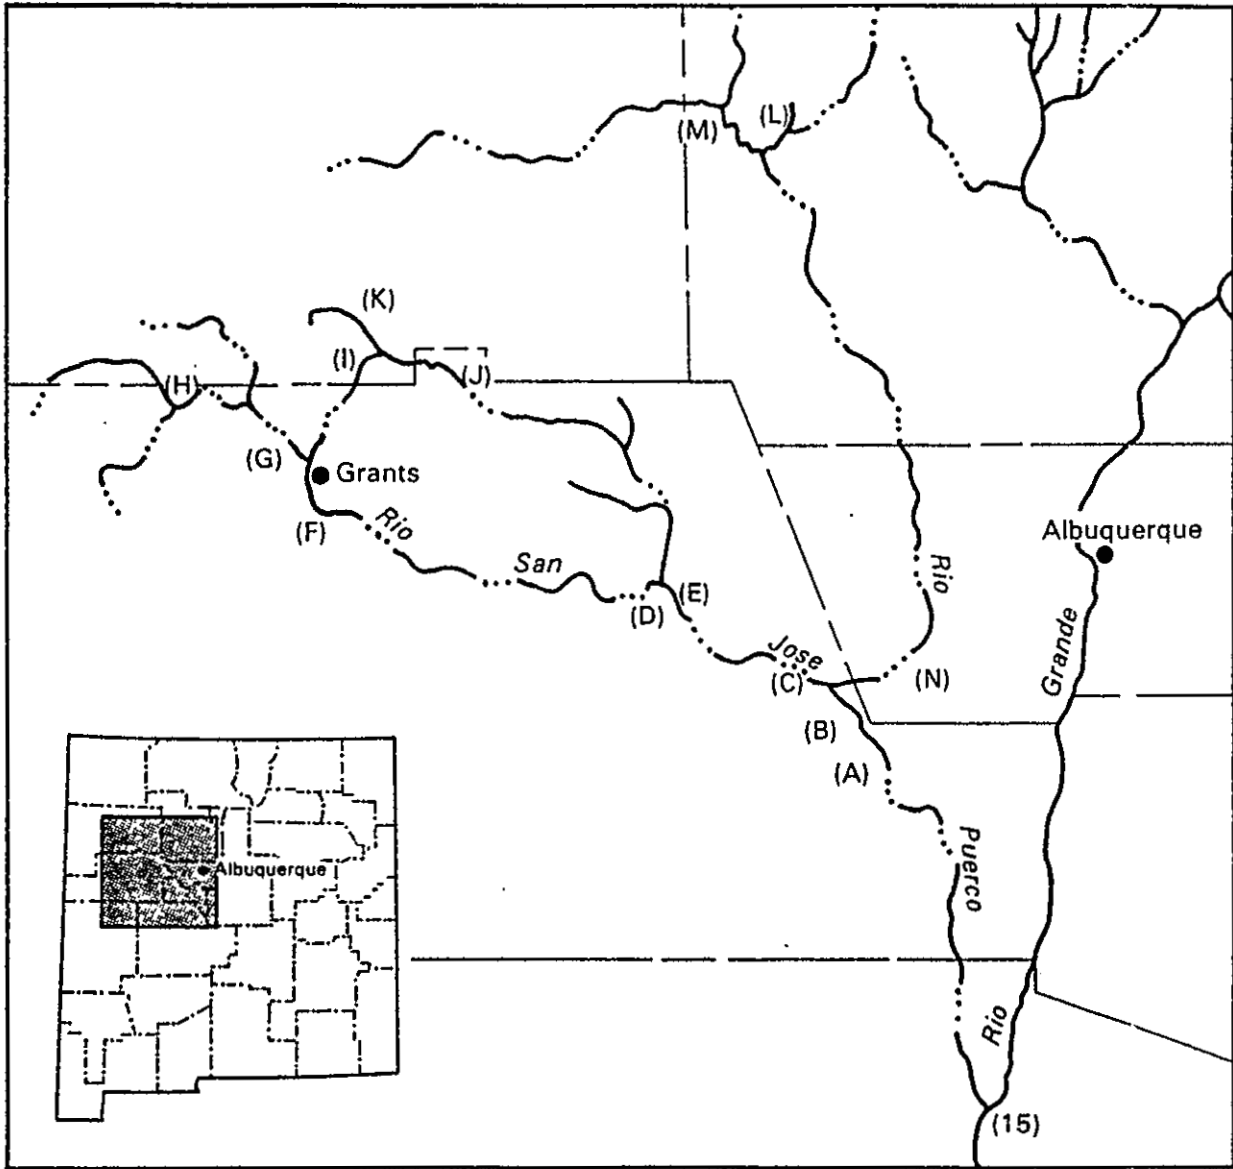 (M)
(L)
(K)
(I)
(H)
(J)
(G)
Grants
(F)
Rio
San
Albuquerque
Rio
(D)
(E)
Grande
Jose
(C)
(N)
(B)
(A)
Puerco
Albuquerque
Rio
(15)